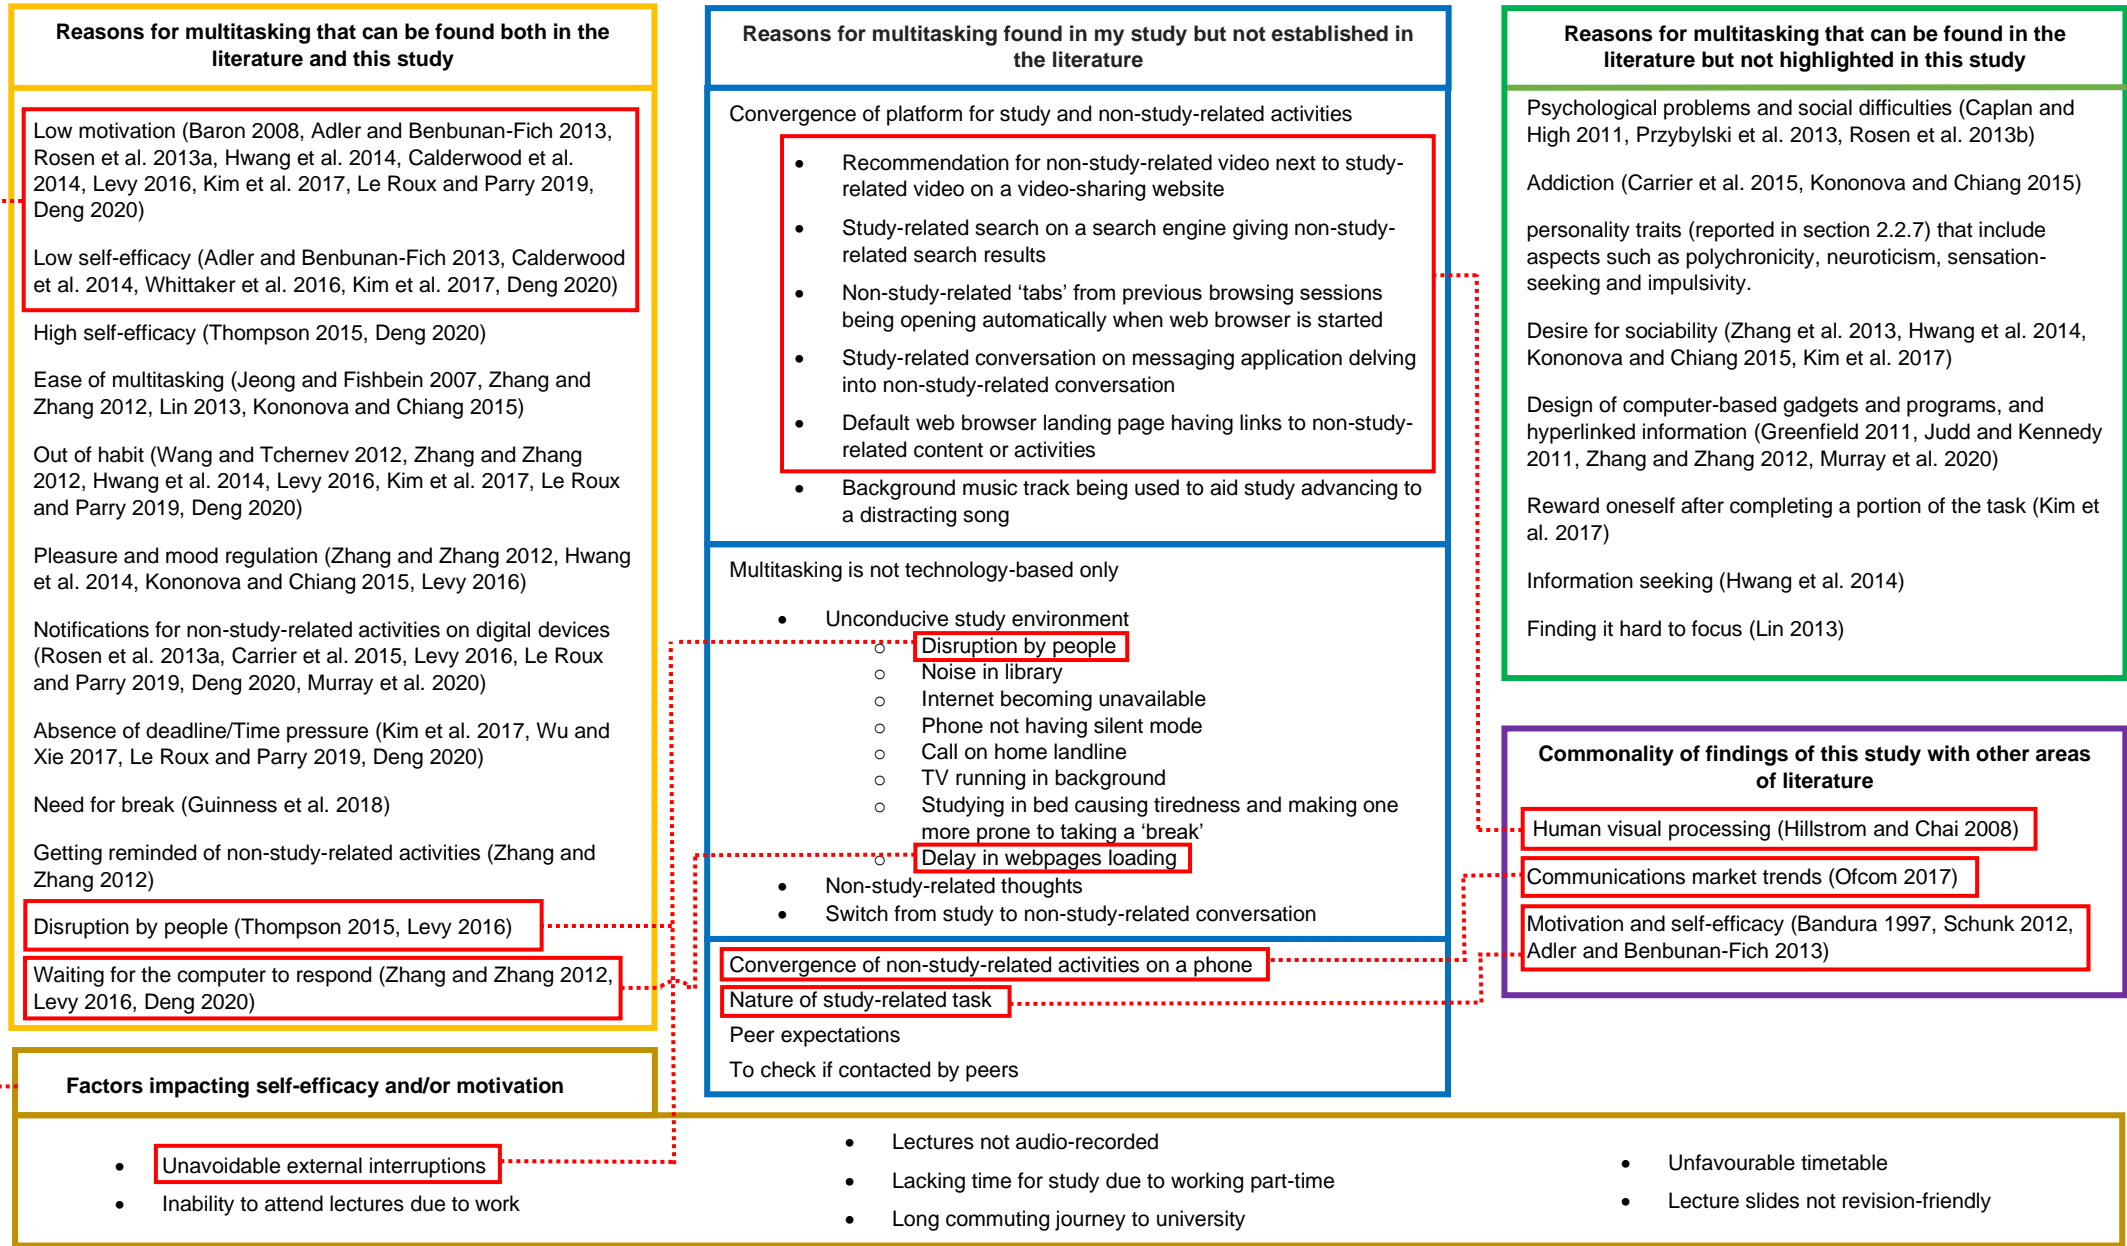 Reasons for multitasking that can be found both in the
literature and this study
Low motivation (Baron 2008, Adler and Benbunan-Fich 2013,
Rosen et al. 2013a, Hwang et al. 2014, Calderwood et al.
2014, Levy 2016, Kim et al. 2017, Le Roux and Parry 2019,
Deng 2020)
Low self-efficacy (Adler and Benbunan-Fich 2013, Calderwood
et al. 2014, Whittaker et al. 2016, Kim et al. 2017, Deng 2020)
High self-efficacy (Thompson 2015, Deng 2020)
Ease of multitasking (Jeong and Fishbein 2007, Zhang and
Zhang 2012, Lin 2013, Kononova and Chiang 2015)
Out of habit (Wang and Tchernev 2012, Zhang and Zhang
2012, Hwang et al. 2014, Levy 2016, Kim et al. 2017, Le Roux
and Parry 2019, Deng 2020)
Pleasure and mood regulation (Zhang and Zhang 2012, Hwang
et al. 2014, Kononova and Chiang 2015, Levy 2016)
Notifications for non-study-related activities on digital devices
(Rosen et al. 2013a, Carrier et al. 2015, Levy 2016, Le Roux
and Parry 2019, Deng 2020, Murray et al. 2020)
Absence of deadline/Time pressure (Kim et al. 2017, Wu and
Xie 2017, Le Roux and Parry 2019, Deng 2020)
Need for break (Guinness et al. 2018)
Getting reminded of non-study-related activities (Zhang and
Zhang 2012)
Disruption by people (Thompson 2015, Levy 2016)
Waiting for the computer to respond (Zhang and Zhang 2012,
Levy 2016, Deng 2020)
Reasons for multitasking found in my study but not established in
the literature
Convergence of platform for study and non-study-related activities
• Recommendation for non-study-related video next to study-
related video on a video-sharing website
• Study-related search on a search engine giving non-study-
related search results
• Non-study-related ‘tabs’ from previous browsing sessions
being opening automatically when web browser is started
• Study-related conversation on messaging application delving
into non-study-related conversation
• Default web browser landing page having links to non-study-
related content or activities
• Background music track being used to aid study advancing to
a distracting song
Multitasking is not technology-based only
• Unconducive study environment
o Disruption by people
o Noise in library
o Internet becoming unavailable
o Phone not having silent mode
o Call on home landline
o TV running in background
o Studying in bed causing tiredness and making one
more prone to taking a ‘break’
o Delay in webpages loading
• Non-study-related thoughts
• Switch from study to non-study-related conversation
Convergence of non-study-related activities on a phone
Nature of study-related task
Peer expectations
To check if contacted by peers
Reasons for multitasking that can be found in the
literature but not highlighted in this study
Psychological problems and social difficulties (Caplan and
High 2011, Przybylski et al. 2013, Rosen et al. 2013b)
Addiction (Carrier et al. 2015, Kononova and Chiang 2015)
personality traits (reported in section 2.2.7) that include
aspects such as polychronicity, neuroticism, sensation-
seeking and impulsivity.
Desire for sociability (Zhang et al. 2013, Hwang et al. 2014,
Kononova and Chiang 2015, Kim et al. 2017)
Design of computer-based gadgets and programs, and
hyperlinked information (Greenfield 2011, Judd and Kennedy
2011, Zhang and Zhang 2012, Murray et al. 2020)
Reward oneself after completing a portion of the task (Kim et
al. 2017)
Information seeking (Hwang et al. 2014)
Finding it hard to focus (Lin 2013)
Commonality of findings of this study with other areas
of literature
Human visual processing (Hillstrom and Chai 2008)
Communications market trends (Ofcom 2017)
Motivation and self-efficacy (Bandura 1997, Schunk 2012,
Adler and Benbunan-Fich 2013)
Factors impacting self-efficacy and/or motivation
• Unavoidable external interruptions
• Inability to attend lectures due to work
• Lectures not audio-recorded
• Lacking time for study due to working part-time
• Long commuting journey to university
• Unfavourable timetable
• Lecture slides not revision-friendly